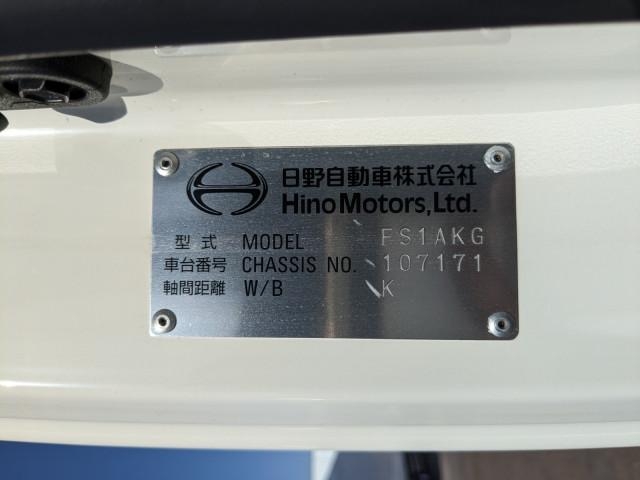 日野自動車株式会社
Hino Motors, Ltd.
型式 MODEL FS1AKG
車台番号 CHASSIS NO. 107171
軸間距離 W/B K